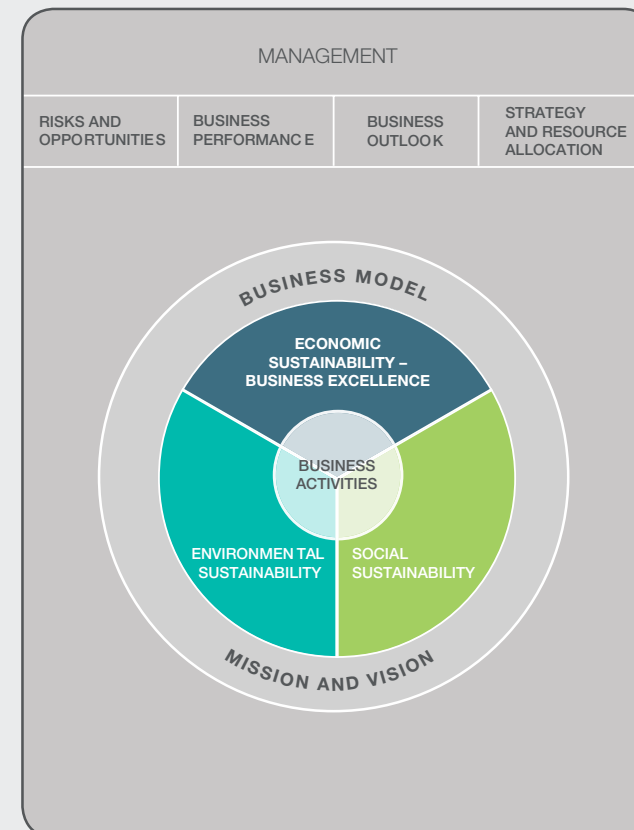 MANAGEMENT
RISKS AND
OPPORTUNITIES
BUSINESS
PERFORMANCE
BUSINESS
OUTLOOK
STRATEGY
AND RESOURCE
ALLOCATION
BUSINESS MODEL
ECONOMIC
SUSTAINABILITY –
BUSINESS EXCELLENCE
BUSINESS
ACTIVITIES
ENVIRONMENTAL
SUSTAINABILITY
SOCIAL
SUSTAINABILITY
MISSION AND VISION